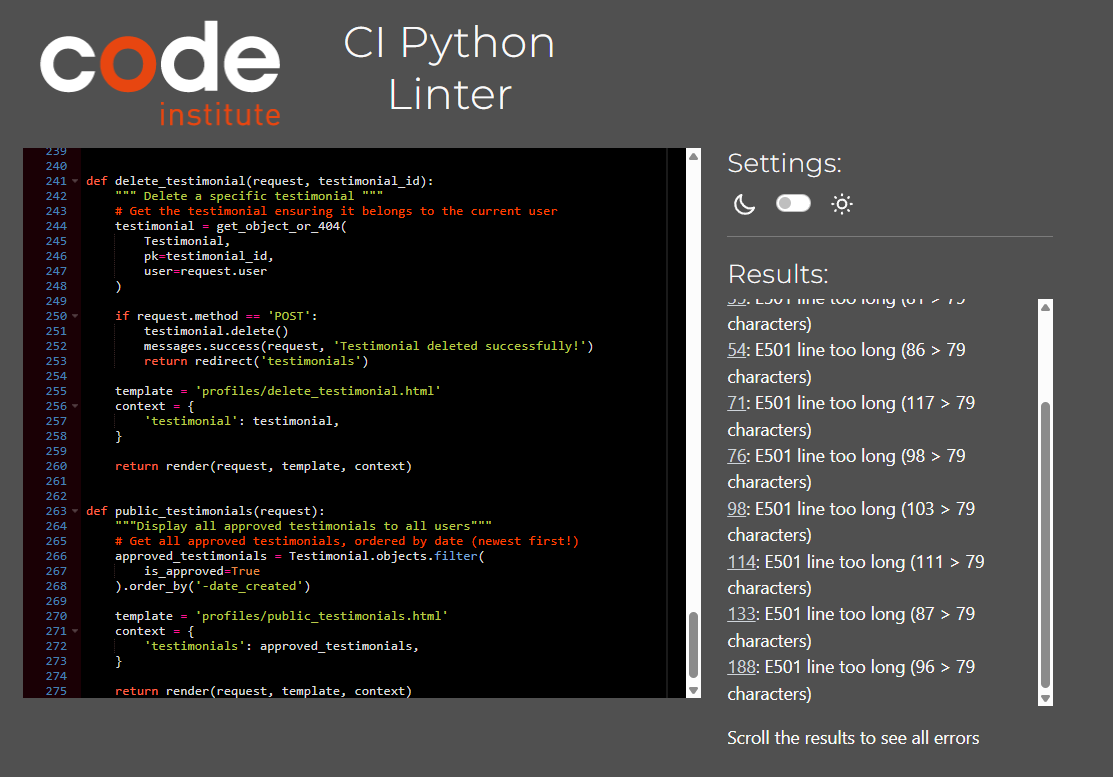 code
institute
CI Python
Linter
239
240
241 def delete_testimonial(request, testimonial_id):
242 """ Delete a specific testimonial """
243 # Get the testimonial ensuring it belongs to the current user
244 testimonial = get_object_or_404(
245 Testimonial,
246 pk=testimonial_id,
247 user=request.user
248 )
249
250 if request.method == 'POST':
251 testimonial.delete()
252 messages.success(request, 'Testimonial deleted successfully!')
253 return redirect('testimonials')
254
255 template = 'profiles/delete_testimonial.html'
256 context = {
257 'testimonial': testimonial,
258 }
259
260 return render(request, template, context)
261
262
263 def public_testimonials(request):
264 """Display all approved testimonials to all users"""
265 # Get all approved testimonials, ordered by date (newest first!)
266 approved_testimonials = Testimonial.objects.filter(
267 is_approved=True
268 ).order_by('-date_created')
269
270 template = 'profiles/public_testimonials.html'
271 context = {
272 'testimonials': approved_testimonials,
273 }
274
275 return render(request, template, context)
Settings:
Results:
E501 line too long (81 > 79
characters)
54: E501 line too long (86 > 79
characters)
71: E501 line too long (117 > 79
characters)
76: E501 line too long (98 > 79
characters)
98: E501 line too long (103 > 79
characters)
114: E501 line too long (111 > 79
characters)
133: E501 line too long (87 > 79
characters)
188: E501 line too long (96 > 79
characters)
Scroll the results to see all errors